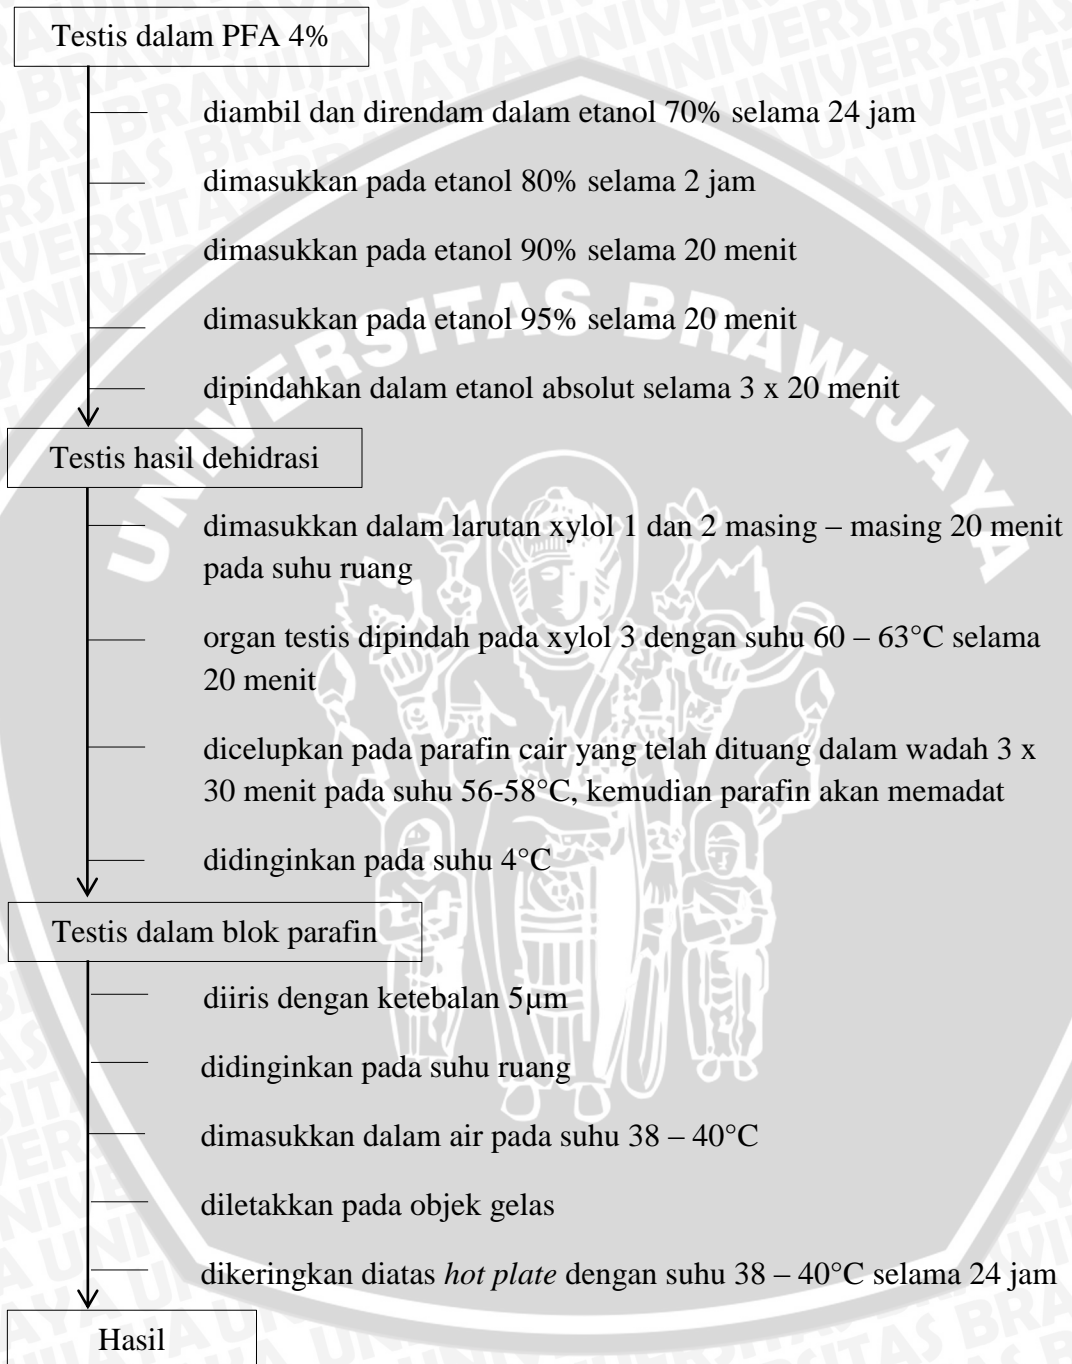 Testis dalam PFA 4%
diambil dan direndam dalam etanol 70% selama 24 jam
dimasukkan pada etanol 80% selama 2 jam
dimasukkan pada etanol 90% selama 20 menit
dimasukkan pada etanol 95% selama 20 menit
dipindahkan dalam etanol absolut selama 3 x 20 menit
Testis hasil dehidrasi
dimasukkan dalam larutan xylol 1 dan 2 masing – masing 20 menit
pada suhu ruang
organ testis dipindah pada xylol 3 dengan suhu 60 – 63°C selama
20 menit
dicelupkan pada parafin cair yang telah dituang dalam wadah 3 x
30 menit pada suhu 56-58°C, kemudian parafin akan memadat
didinginkan pada suhu 4°C
Testis dalam blok parafin
diiris dengan ketebalan 5µm
didinginkan pada suhu ruang
dimasukkan dalam air pada suhu 38 – 40°C
diletakkan pada objek gelas
dikeringkan diatas hot plate dengan suhu 38 – 40°C selama 24 jam
Hasil
UNIVERSITAS BRAWIJAYA